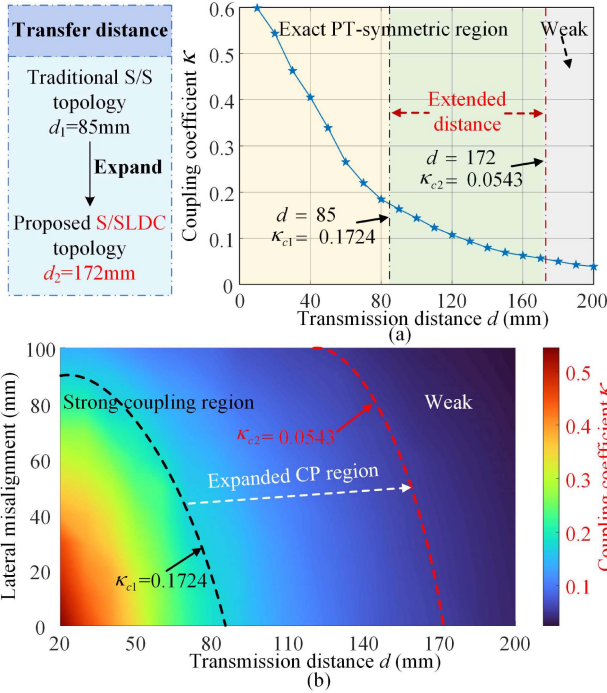 Transfer distance
Traditional S/S
topology
d₁=85mm
Expand
Proposed S/SLDC
topology
d₂=172mm
Coupling coefficient κ
0.6
0.5
0.4
0.3
0.2
0.1
0
Exact PT-symmetric region
Weak
Extended
distance
d = 172
κc2= 0.0543
d = 85
κc1= 0.1724
0
40
80
120
160
200
Transmission distance d (mm)
(a)
Lateral misalignment (mm)
100
80
60
40
20
0
Strong coupling region
Weak
κc2= 0.0543
Expanded CP region
κc1=0.1724
20
80
110
140
200
Transmission distance d (mm)
(b)
0.5
0.4
0.3
0.2
0.1
Coupling coefficient κ